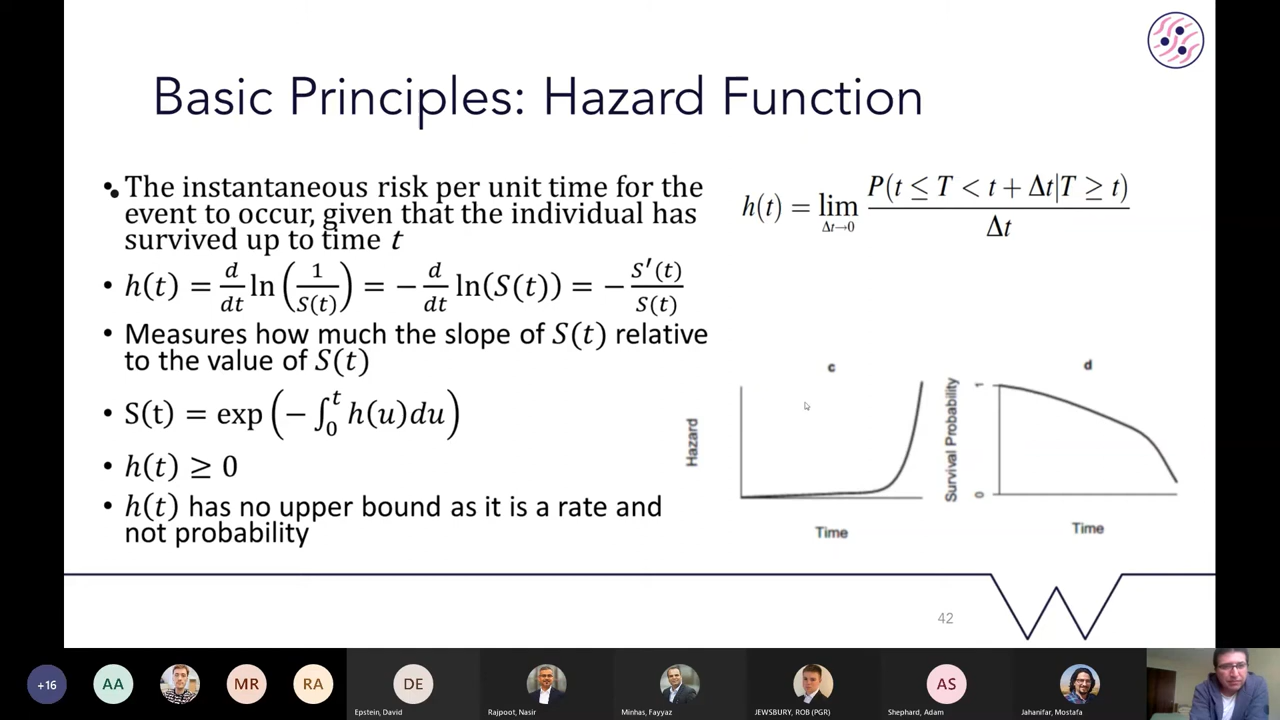 Basic Principles: Hazard Function
• The instantaneous risk per unit time for the
event to occur, given that the individual has
survived up to time t
• h(t) = d/dt ln(1/S(t)) = − d/dt ln(S(t)) = − S′(t)/S(t)
• Measures how much the slope of S(t) relative
to the value of S(t)
• S(t) = exp(−∫₀ᵗ h(u)du)
• h(t) ≥ 0
• h(t) has no upper bound as it is a rate and
not probability
h(t) = lim Δt→0 P(t ≤ T < t + Δt|T ≥ t) / Δt
c
Hazard
Time
d
Survival Probability
1
0
Time
42
+16
AA
MR
RA
DE
AS
Epstein, David
Rajpoot, Nasir
Minhas, Fayyaz
JEWSBURY, ROB (PGR)
Shephard, Adam
Jahanifar, Mostafa